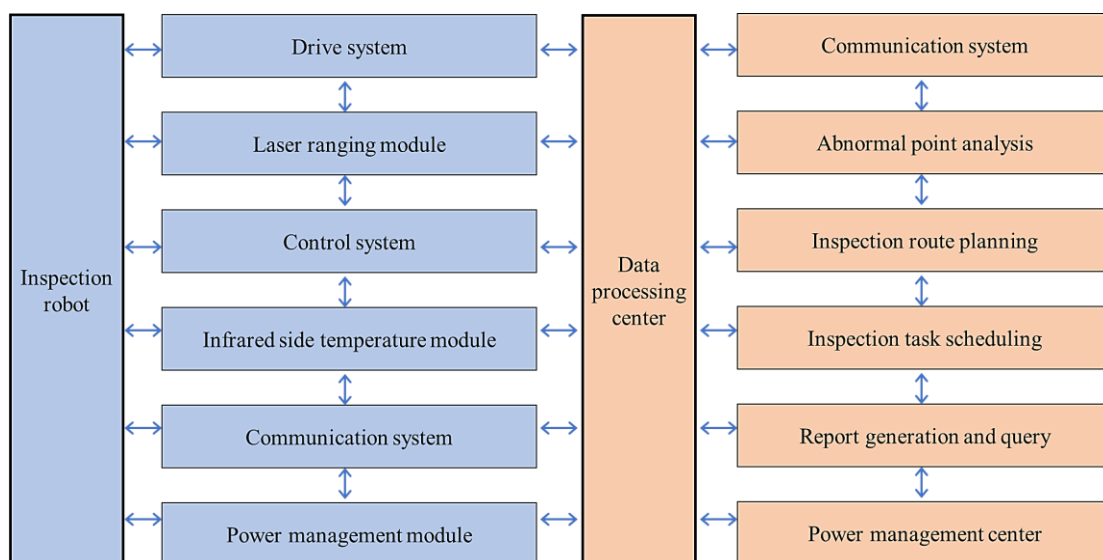 Inspection
robot
Drive system
Laser ranging module
Control system
Infrared side temperature module
Communication system
Power management module
Data
processing
center
Communication system
Abnormal point analysis
Inspection route planning
Inspection task scheduling
Report generation and query
Power management center